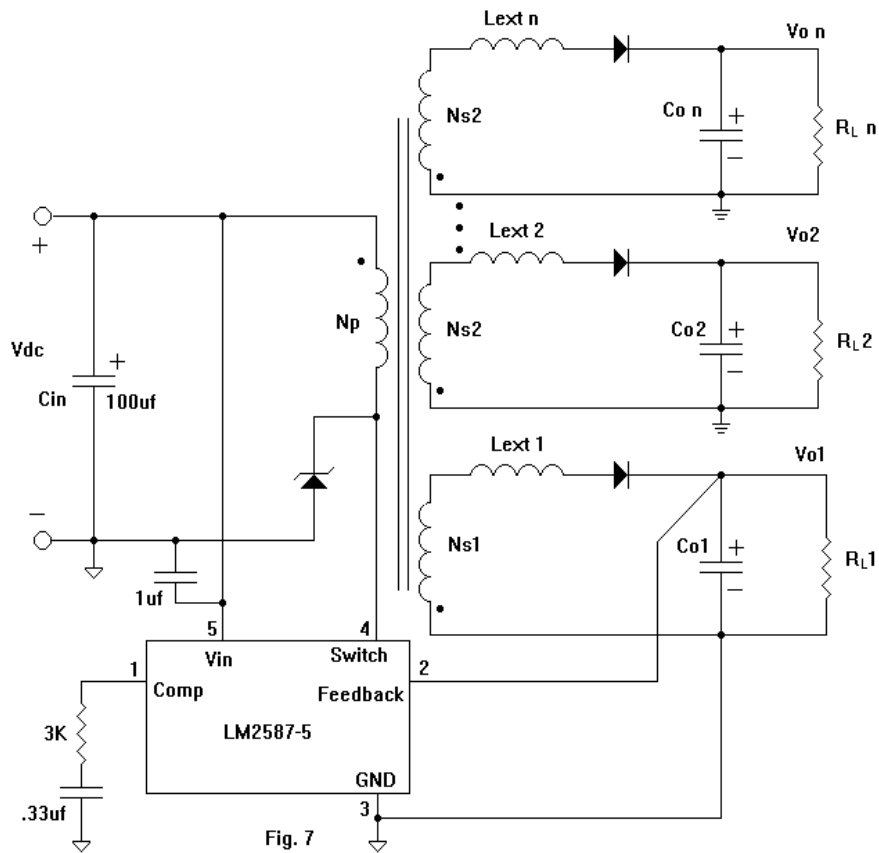 Lext n
Vo n
Ns2
Co n
+
−
RL n
Lext 2
Vo2
+
Np
Ns2
Co2
+
−
RL2
Vdc
Cin
+
100uf
Lext 1
Vo1
−
Ns1
Co1
+
−
RL1
1uf
5
4
1
Vin
Switch
2
Comp
Feedback
3K
LM2587-5
GND
.33uf
3
Fig. 7